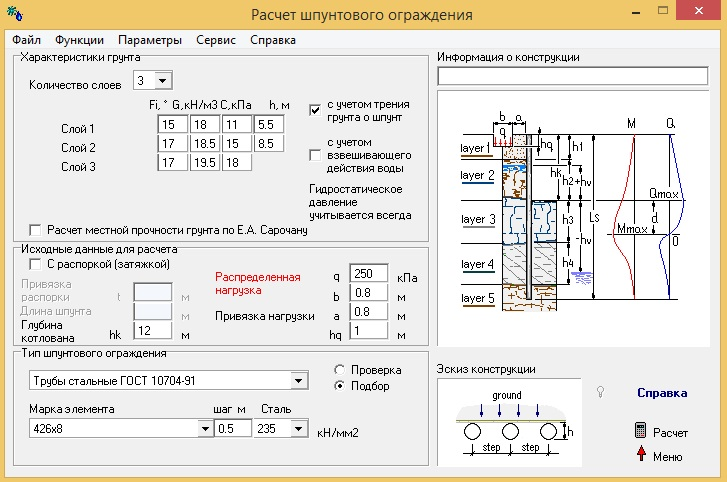 Расчет шпунтового ограждения
Файл Функции Параметры Сервис Справка
Характеристики грунта
Количество слоев 3
Fi,° G,кН/м3 С,кПа h, м
Слой 1 15 18 11 5.5
Слой 2 17 18.5 15 8.5
Слой 3 17 19.5 18
с учетом трения
грунта о шпунт
с учетом
взвешивающего
действия воды
Гидростатическое
давление
учитывается всегда
Расчет местной прочности грунта по Е.А. Сорочану
Исходные данные для расчета
С распоркой (затяжкой)
Привязка
распорки t м
Длина шпунта м
Глубина
котлована hк 12 м
Распределенная
нагрузка
q 250 кПа
b 0.8 м
Привязка нагрузки a 0.8 м
hq 1 м
Тип шпунтового ограждения
Трубы стальные ГОСТ 10704-91
Проверка
Подбор
Марка элемента шаг м Сталь
426x8 0.5 235 кН/мм2
Информация о конструкции
b a M Q
q
hq h1
layer 1
hk
layer 2
h2+hv
Qmax
Ls
layer 3 h3 d
Mmax
-hv 0
layer 4 h4
layer 5
Эскиз конструкции
ground
h
step step
Справка
Расчет
Меню